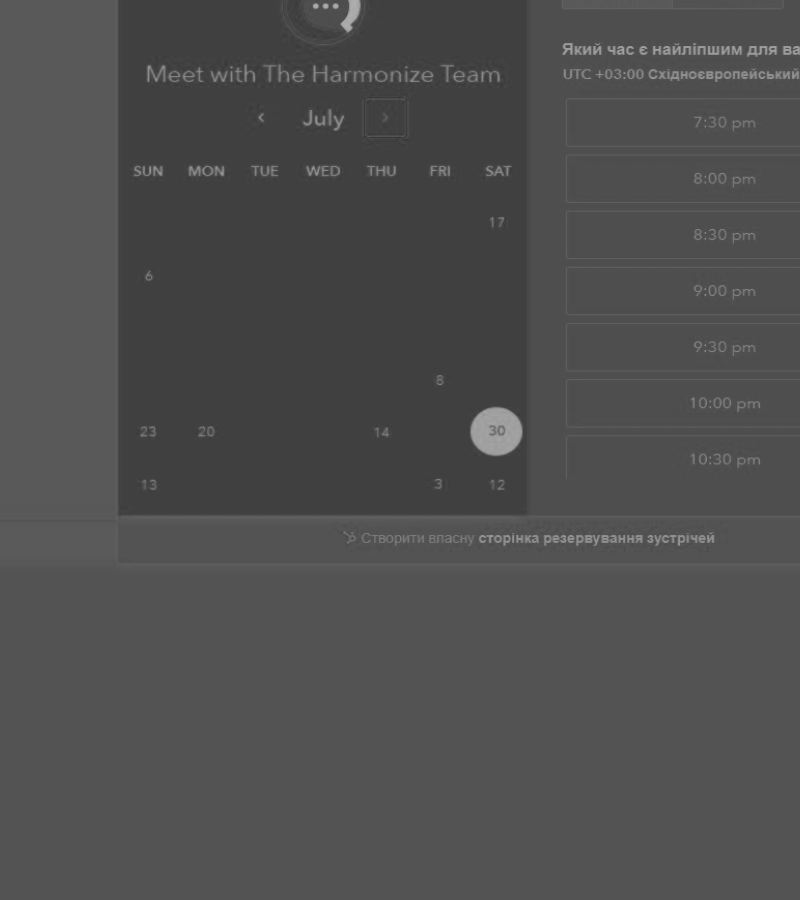 Meet with The Harmonize Team
July
SUN MON TUE WED THU FRI SAT
17
6
8
23 20 14 30
13 3 12
Який час є найліпшим для ва
UTC +03:00 Східноєвропейський
7:30 pm
8:00 pm
8:30 pm
9:00 pm
9:30 pm
10:00 pm
10:30 pm
Створити власну сторінка резервування зустрічей